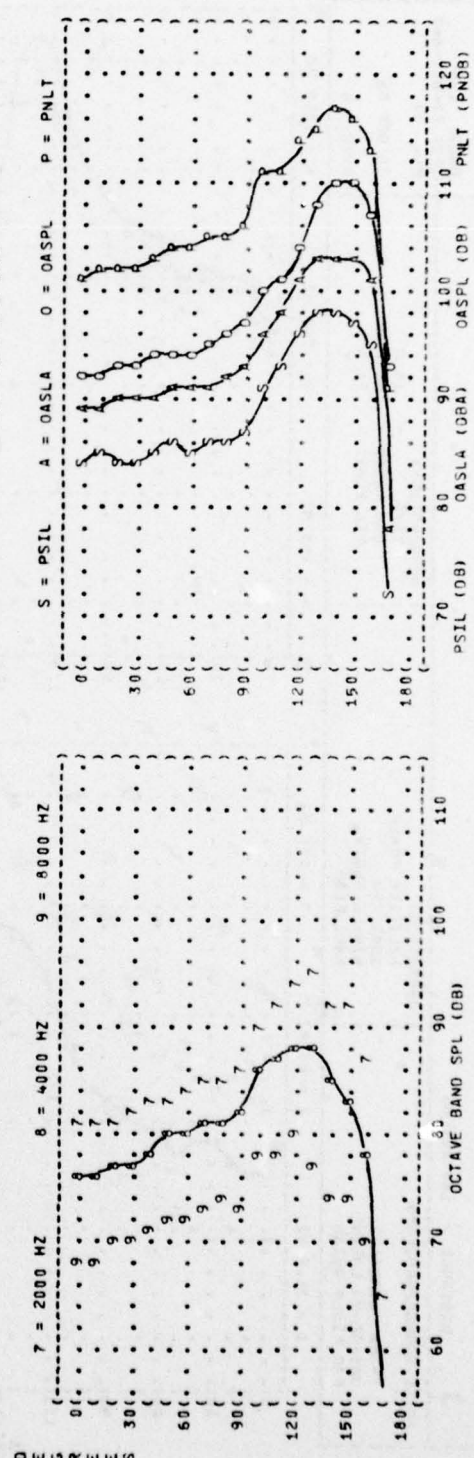 7 = 2000 HZ 8 = 4000 HZ 9 = 8000 HZ
0
30
60
90
120
150
180
60 70 80 90 100 110
OCTAVE BAND SPL (DB)
S = PSIL A = OASLA O = OASPL P = PNLT
0
30
60
90
120
150
180
70 80 90 100 110 120
PSIL (DB) OASLA (DBA) OASPL (DB) PNLT (PNDB)